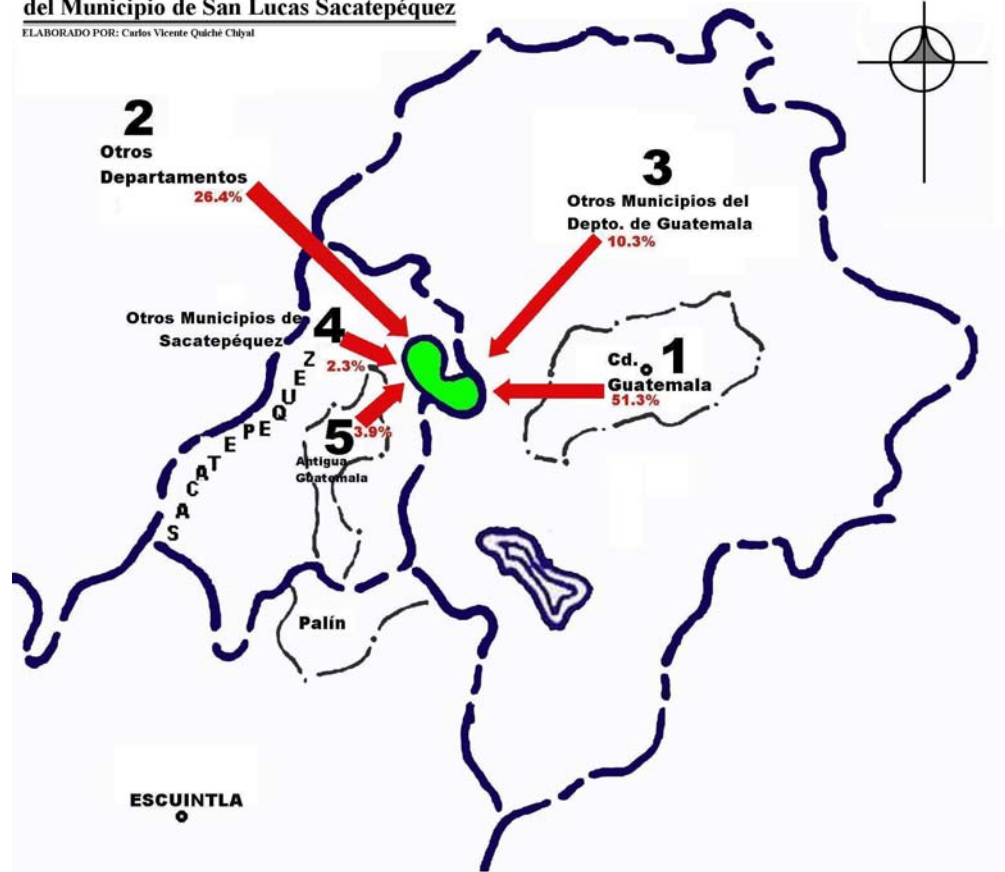 del Municipio de San Lucas Sacatepéquez
ELABORADO POR: Carlos Vicente Quiché Chiyal
2
Otros
Departamentos
26.4%
3
Otros Municipios del
Depto. de Guatemala
10.3%
Otros Municipios de
Sacatepéquez
4
2.3%
Cd.
1
Guatemala
51.3%
5
3.9%
Antigua
Guatemala
SACATEPEQUEZ
Palín
ESCUINTLA